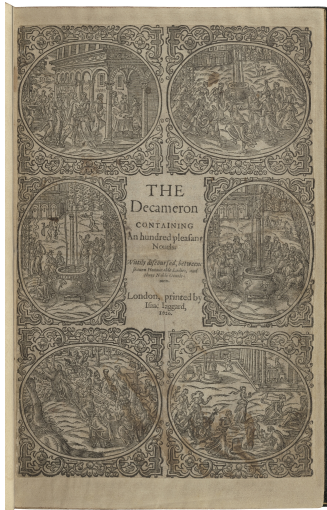 THE
Decameron
CONTAINING
An hundred pleasant
Nouels.
Wittily discoursed, betweene
seauen Honourable Ladies, and
three Noble Gentlemen.
London, printed by
Isaac Iaggard,
1620.